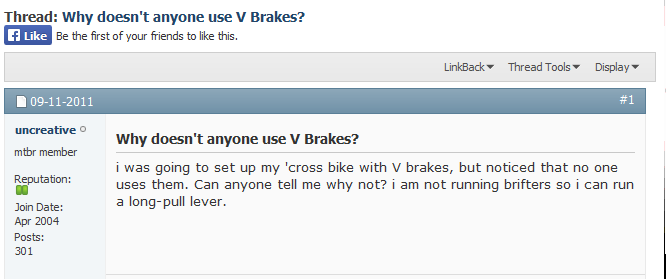 Thread: Why doesn't anyone use V Brakes?
Like Be the first of your friends to like this.
LinkBack Thread Tools Display
09-11-2011 #1
uncreative
mtbr member
Reputation:
Join Date:
Apr 2004
Posts:
301
Why doesn't anyone use V Brakes?
i was going to set up my 'cross bike with V brakes, but noticed that no one
uses them. Can anyone tell me why not? i am not running brifters so i can run
a long-pull lever.